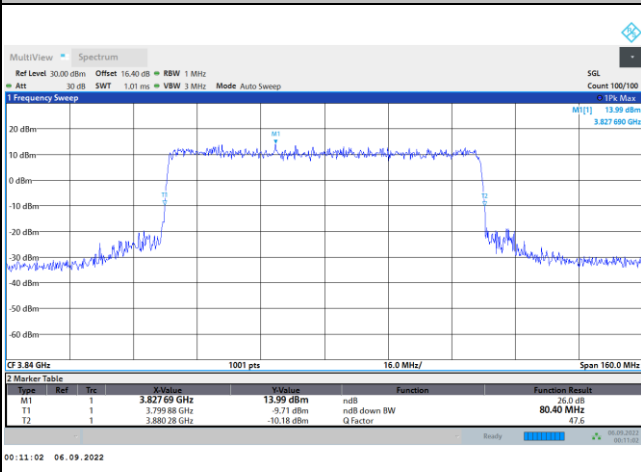 MultiView Spectrum
Ref Level 30.00 dBm Offset 16.40 dB RBW 1 MHz SGL
Att 30 dB SWT 1.01 ms VBW 3 MHz Mode Auto Sweep Count 100/100
1 Frequency Sweep 1Pk Max
M1[1] 13.99 dBm
3.827 690 GHz
M1
20 dBm
10 dBm
0 dBm
T1 T2
-10 dBm
-20 dBm
-30 dBm
-40 dBm
-50 dBm
-60 dBm
CF 3.84 GHz 1001 pts 16.0 MHz/ Span 160.0 MHz
2 Marker Table
Type Ref Trc X-Value Y-Value Function Function Result
M1 1 3.827 69 GHz 13.99 dBm ndB 26.0 dB
T1 1 3.799 88 GHz -9.71 dBm ndB down BW 80.40 MHz
T2 1 3.880 28 GHz -10.18 dBm Q Factor 47.6
Ready 06.09.2022
00:11:02
00:11:02 06.09.2022